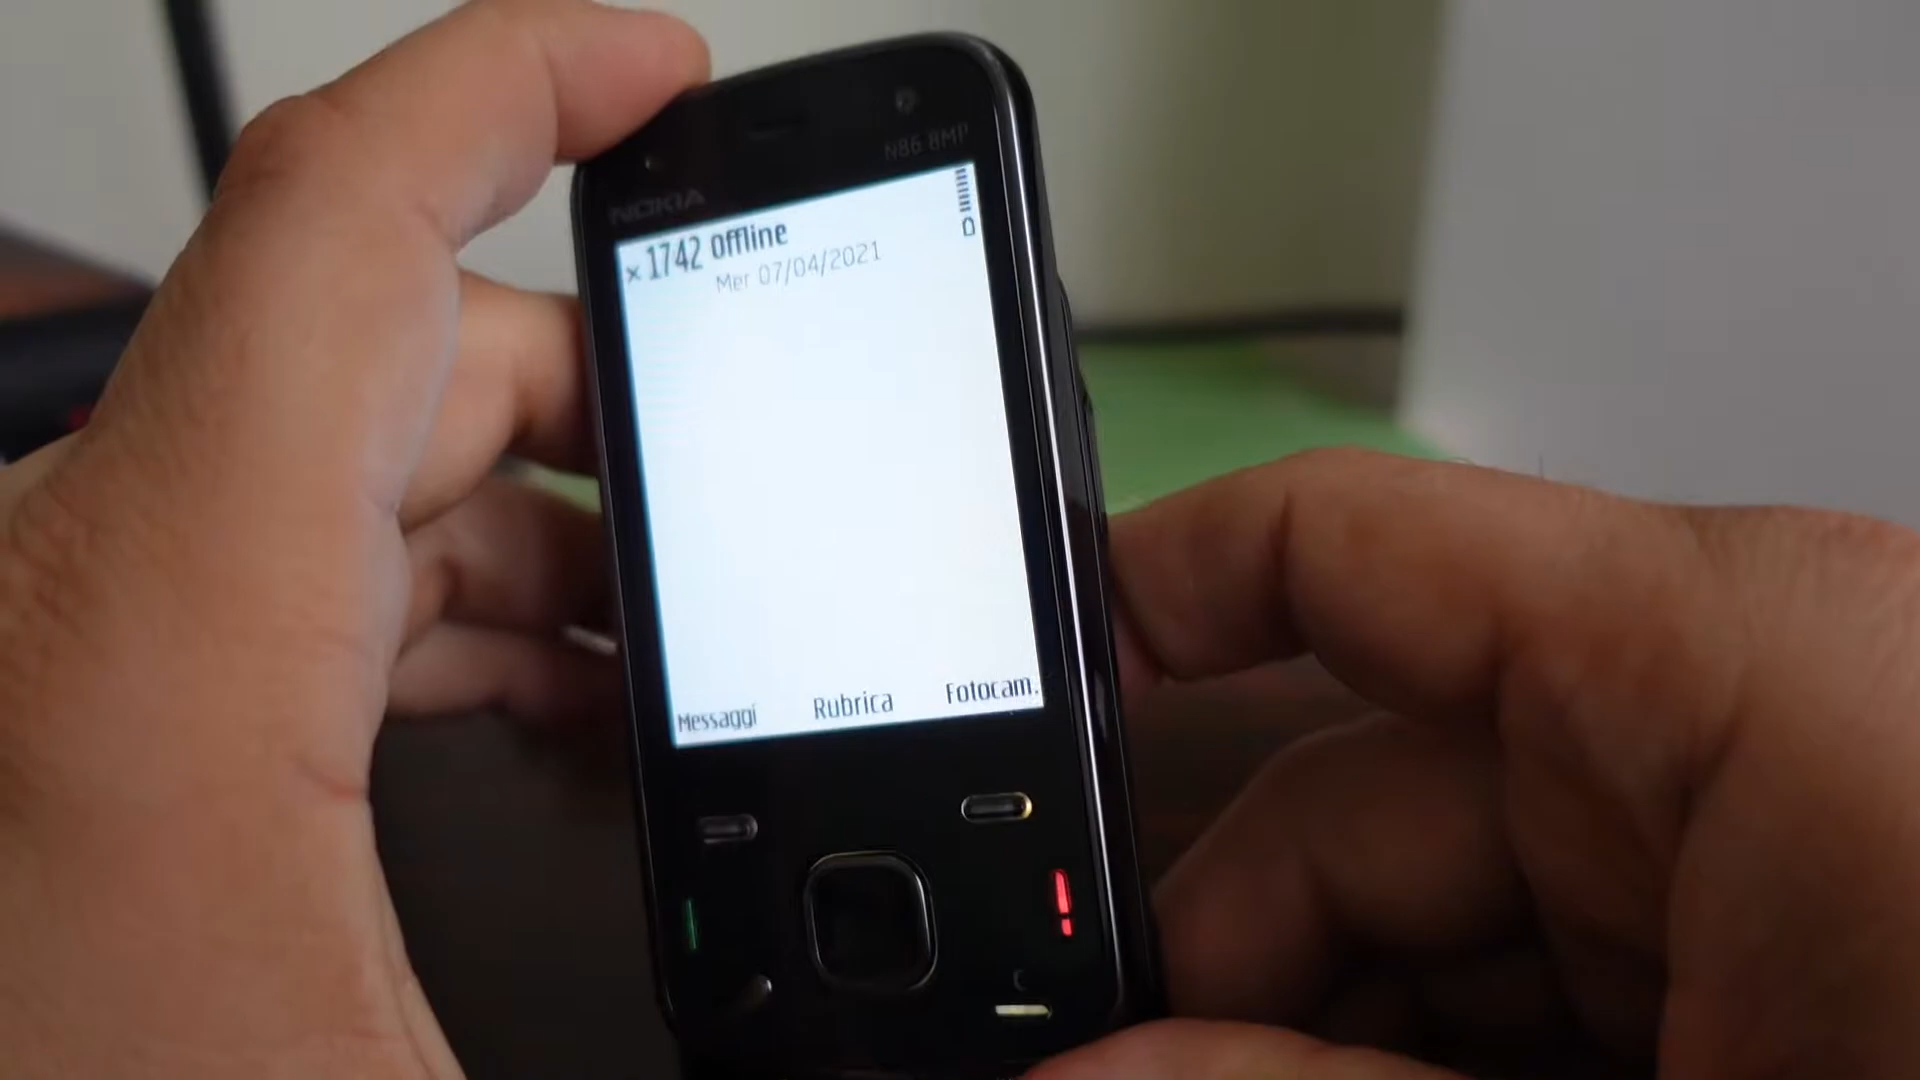 N86 8MP
NOKIA
1742 Offline
Mer 07/04/2021
Messaggi Rubrica Fotocam.